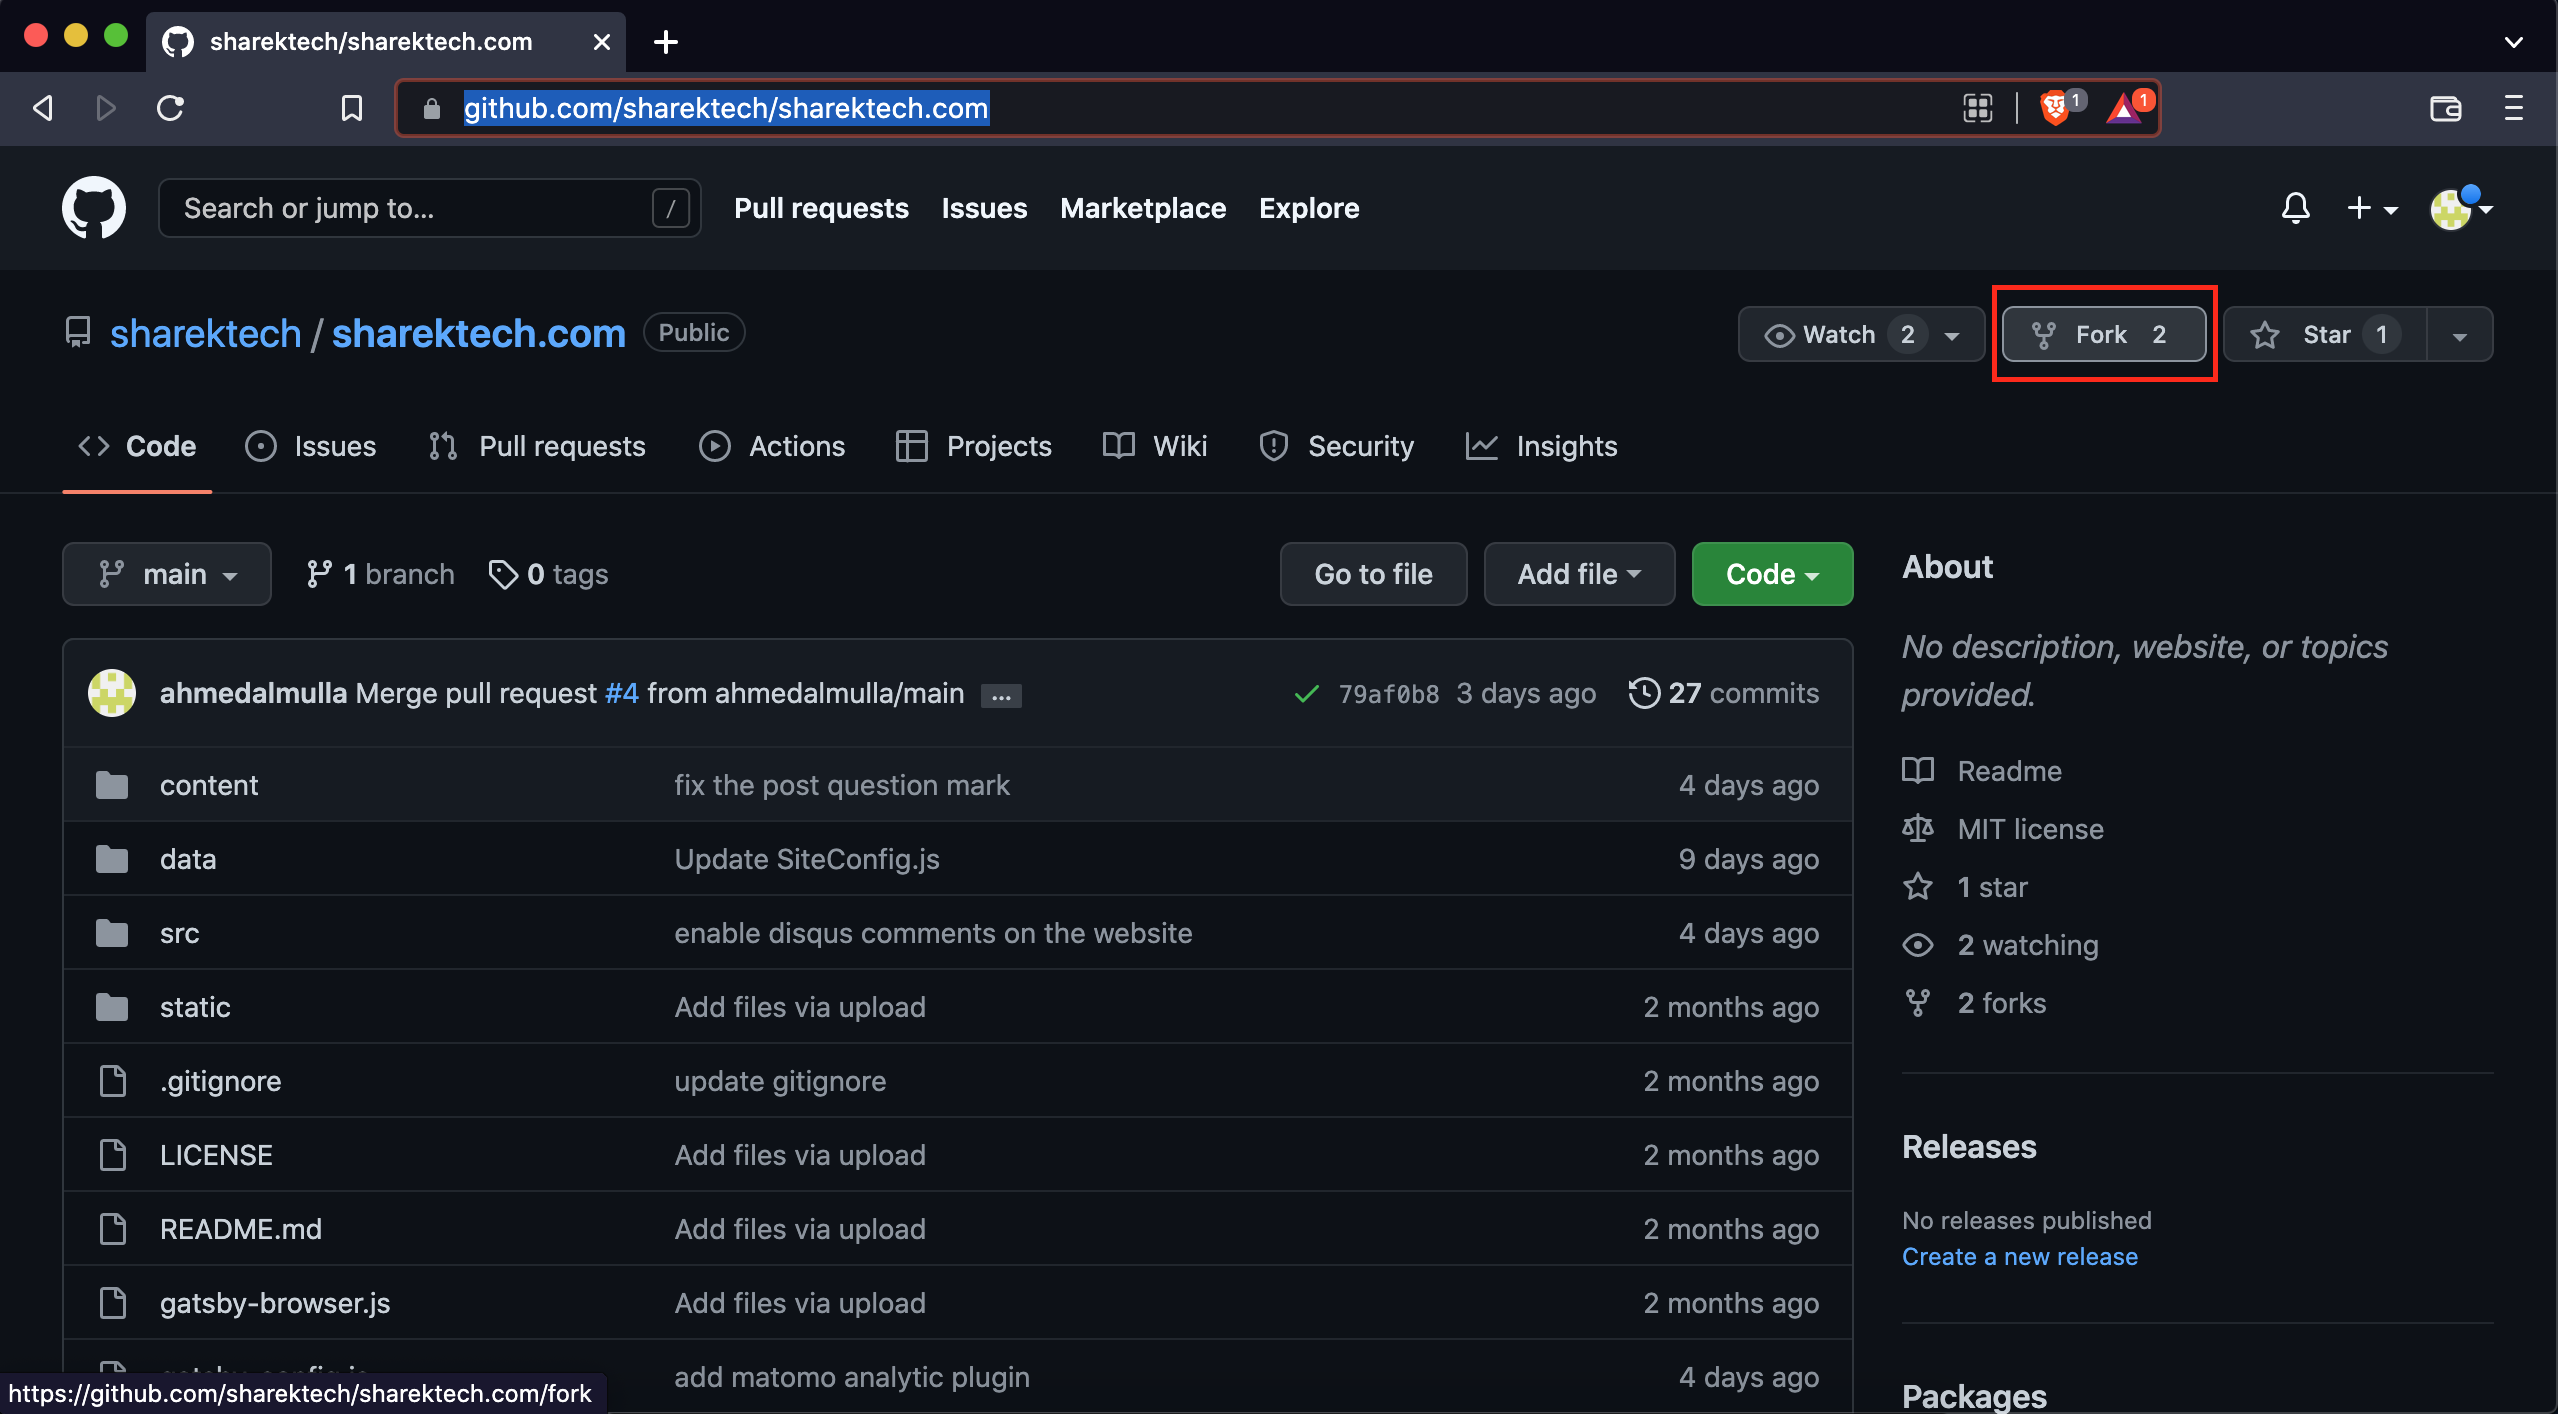 sharektech/sharektech.com
github.com/sharektech/sharektech.com
1
1
Search or jump to...
/
Pull requests
Issues
Marketplace
Explore
sharektech / sharektech.com
Public
Watch 2
Fork 2
Star 1
Code
Issues
Pull requests
Actions
Projects
Wiki
Security
Insights
main
1 branch
0 tags
Go to file
Add file
Code
ahmedalmulla Merge pull request #4 from ahmedalmulla/main ...
79af0b8 3 days ago
27 commits
content fix the post question mark 4 days ago
data Update SiteConfig.js 9 days ago
src enable disqus comments on the website 4 days ago
static Add files via upload 2 months ago
.gitignore update gitignore 2 months ago
LICENSE Add files via upload 2 months ago
README.md Add files via upload 2 months ago
gatsby-browser.js Add files via upload 2 months ago
add matomo analytic plugin 4 days ago
About
No description, website, or topics
provided.
Readme
MIT license
1 star
2 watching
2 forks
Releases
No releases published
Create a new release
Packages
https://github.com/sharektech/sharektech.com/fork